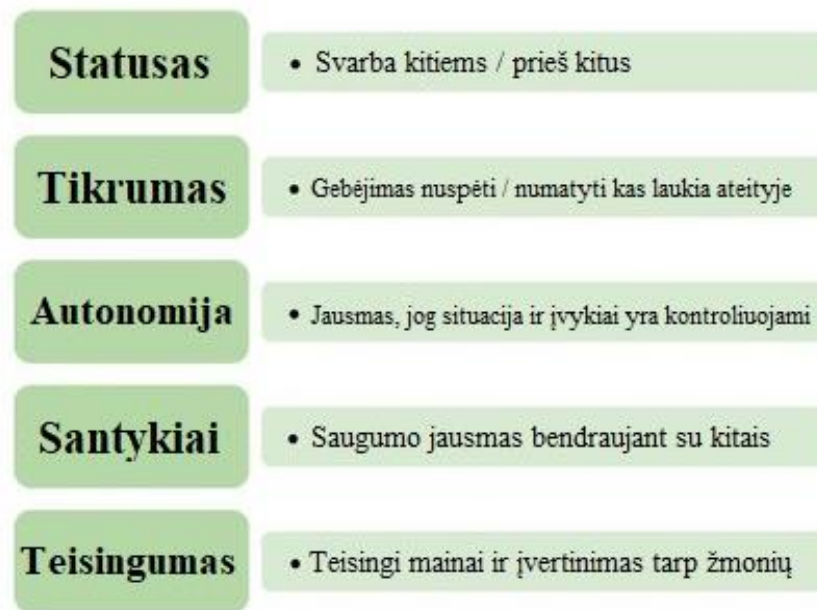 Statusas
• Svarba kitiems / prieš kitus
Tikrumas
• Gebėjimas nuspėti / numatyti kas laukia ateityje
Autonomija
• Jausmas, jog situacija ir įvykiai yra kontroliuojami
Santykiai
• Saugumo jausmas bendraujant su kitais
Teisingumas
• Teisingi mainai ir įvertinimas tarp žmonių